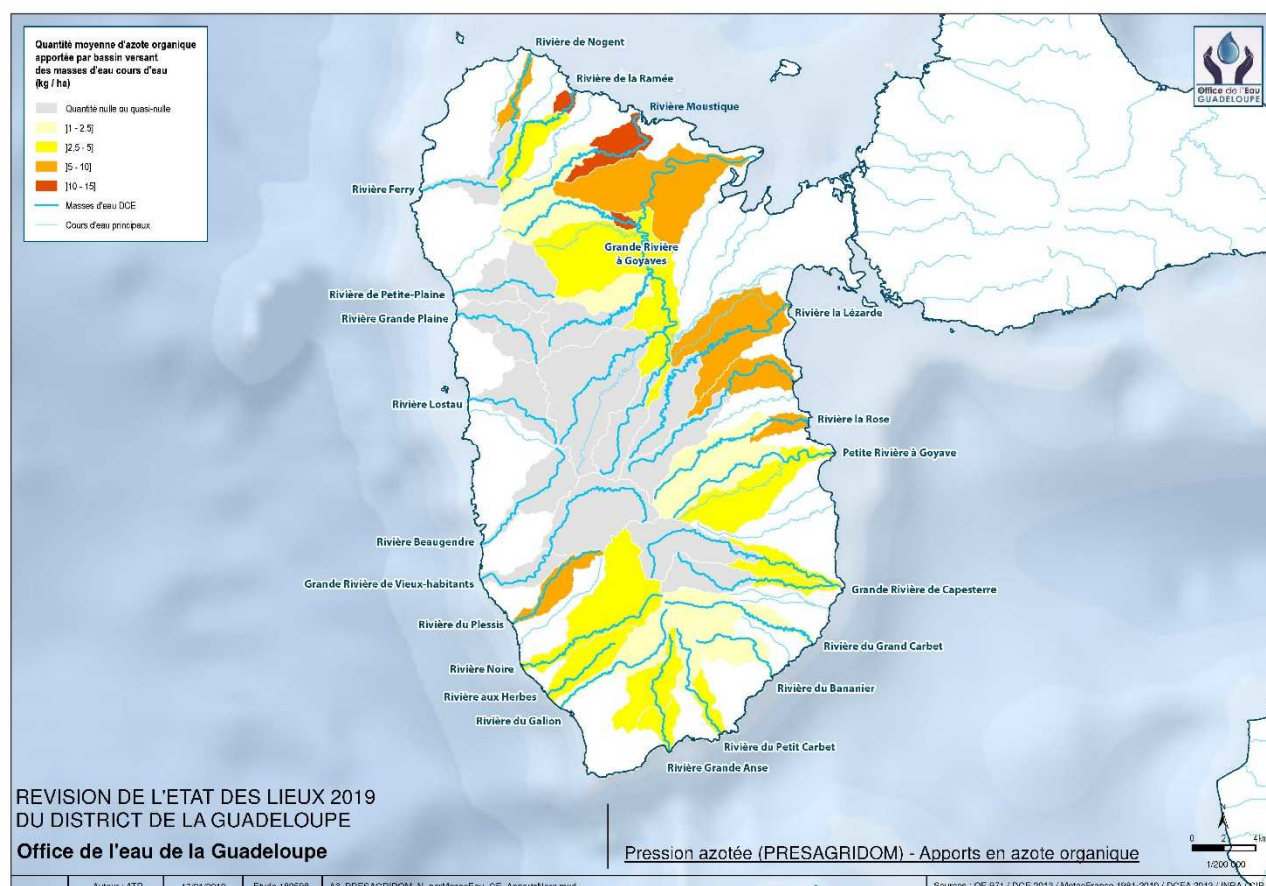 Quantité moyenne d'azote organique
apportée par bassin versant
des masses d'eau cours d'eau
(kg / ha)
Quantité nulle ou quasi-nulle
]1 - 2.5]
]2,5 - 5]
]5 - 10]
]10 - 15]
Masses d'eau DCE
Cours d'eau principaux
Office de l'Eau
GUADELOUPE
Rivière de Nogent
Rivière de la Ramée
Rivière Moustique
Rivière Ferry
Grande Rivière
à Goyaves
Rivière de Petite-Plaine
Rivière Grande Plaine
Rivière la Lézarde
Rivière Lostau
Rivière la Rose
Petite Rivière à Goyave
Rivière Beaugendre
Grande Rivière de Vieux-habitants
Grande Rivière de Capesterre
Rivière du Plessis
Rivière du Grand Carbet
Rivière Noire
Rivière du Bananier
Rivière aux Herbes
Rivière du Galion
Rivière du Petit Carbet
Rivière Grande Anse
REVISION DE L'ETAT DES LIEUX 2019
DU DISTRICT DE LA GUADELOUPE
Office de l'eau de la Guadeloupe
Pression azotée (PRESAGRIDOM) - Apports en azote organique
N
0 2 4 km
1/200 000